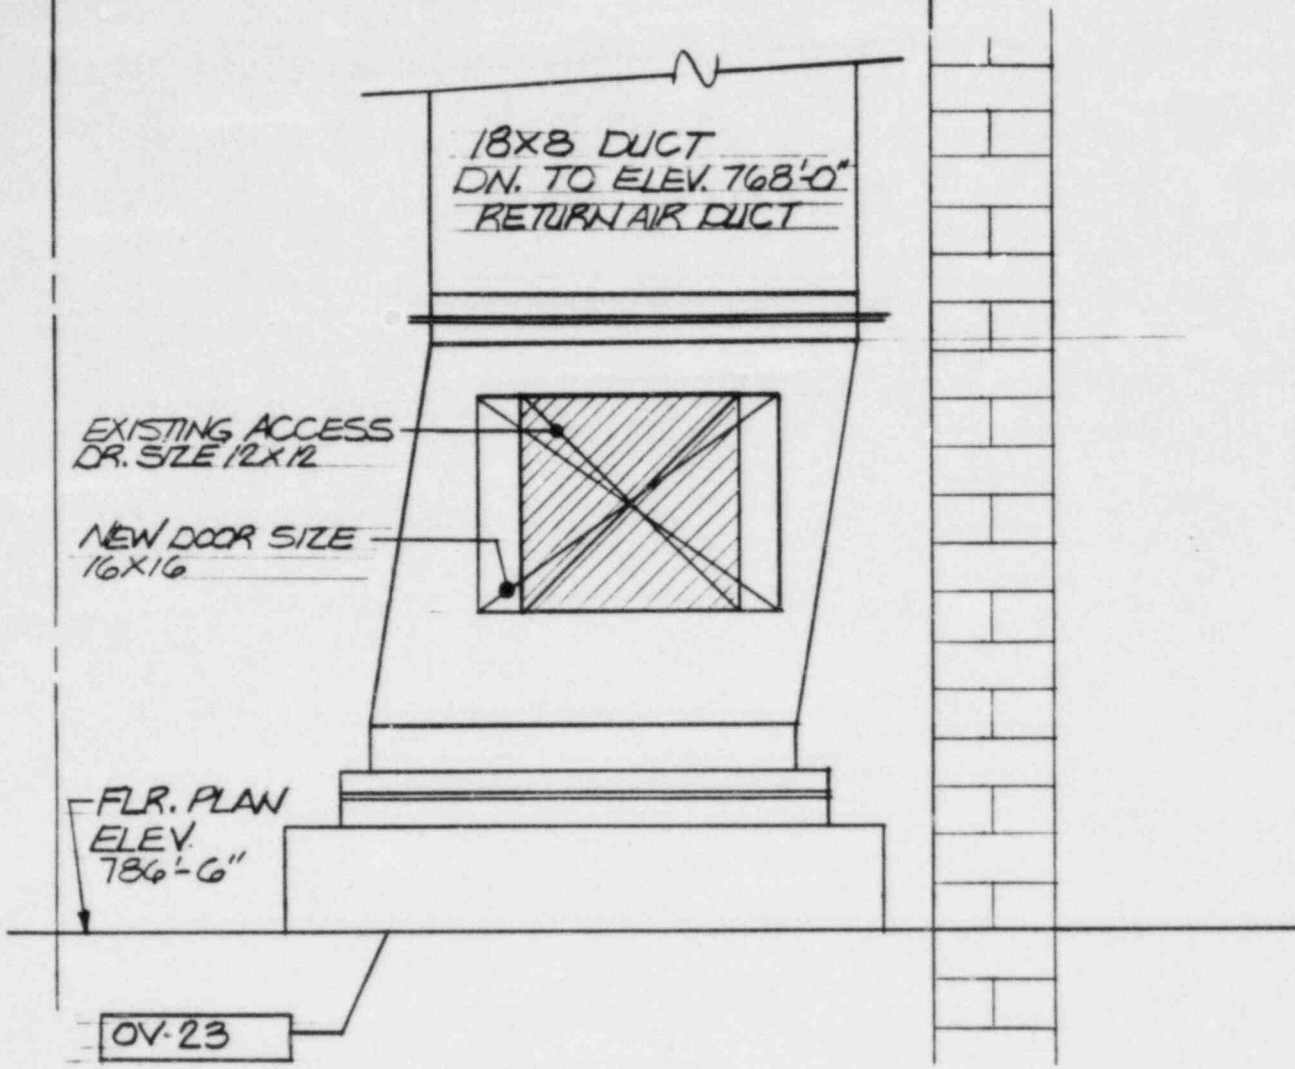 18X8 DUCT
DN. TO ELEV. 768'-0"
RETURN AIR DUCT
EXISTING ACCESS
DR. SIZE 12X12
NEW DOOR SIZE
16X16
FLR. PLAN
ELEV.
786'-6"
OV-23